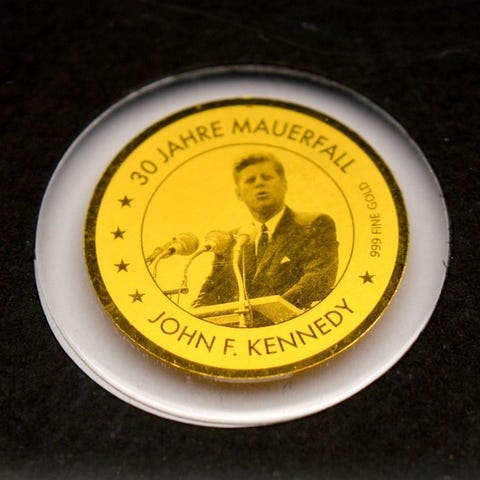 30 JAHRE MAUERFALL
999 FINE GOLD
JOHN F. KENNEDY